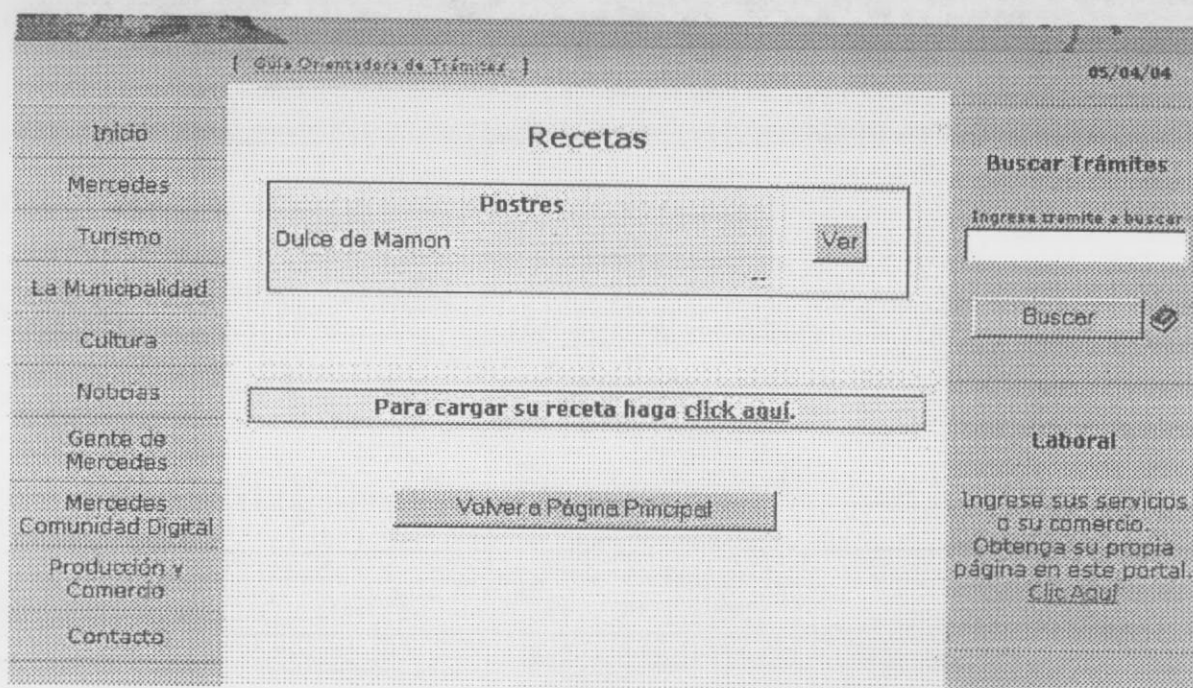 [ Guía Orientadora de Trámites ]
05/04/04
Inicio
Mercedes
Turismo
La Municipalidad
Cultura
Noticias
Gente de
Mercedes
Mercedes
Comunidad Digital
Producción y
Comercio
Contacto
Recetas
Postres
Dulce de Mamon
Ver
--
Para cargar su receta haga click aquí.
Volver a Página Principal
Buscar Trámites
Ingrese tramite a buscar
Buscar
Laboral
Ingrese sus servicios
o su comercio.
Obtenga su propia
página en este portal.
Clic Aquí